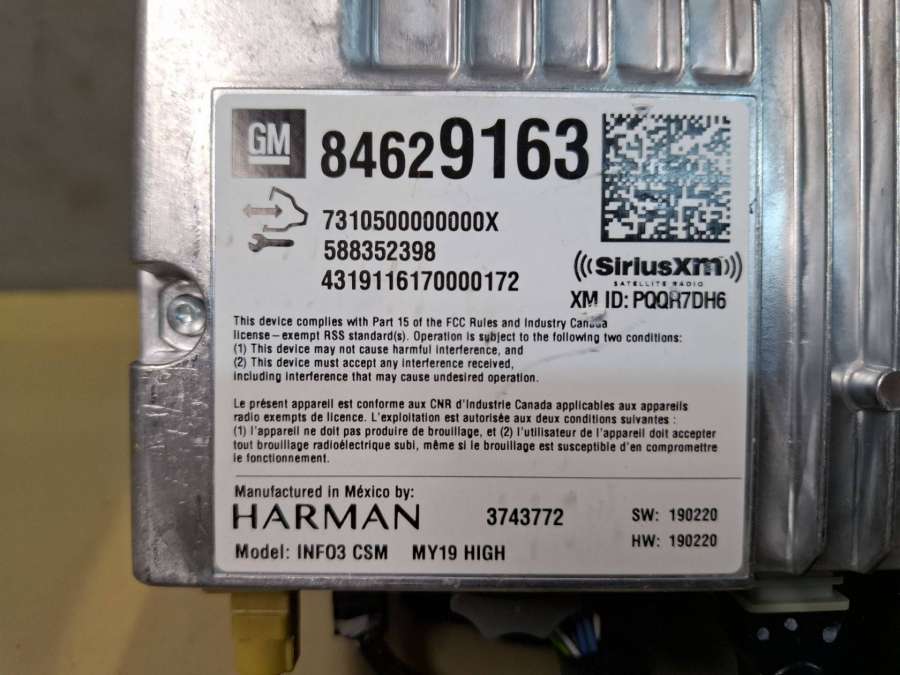 GM 84629163
7310500000000X
588352398
4319116170000172
SiriusXM
SATELLITE RADIO
XM ID: PQQR7DH6
This device complies with Part 15 of the FCC Rules and Industry Canada
license–exempt RSS standard(s). Operation is subject to the following two conditions:
(1) This device may not cause harmful interference, and
(2) This device must accept any interference received,
including interference that may cause undesired operation.
Le présent appareil est conforme aux CNR d'Industrie Canada applicables aux appareils
radio exempts de licence. L'exploitation est autorisée aux deux conditions suivantes :
(1) l'appareil ne doit pas produire de brouillage, et (2) l'utilisateur de l'appareil doit accepter
tout brouillage radioélectrique subi, même si le brouillage est susceptible d'en compromettre
le fonctionnement.
Manufactured in México by:
HARMAN 3743772 SW: 190220
HW: 190220
Model: INFO3 CSM MY19 HIGH